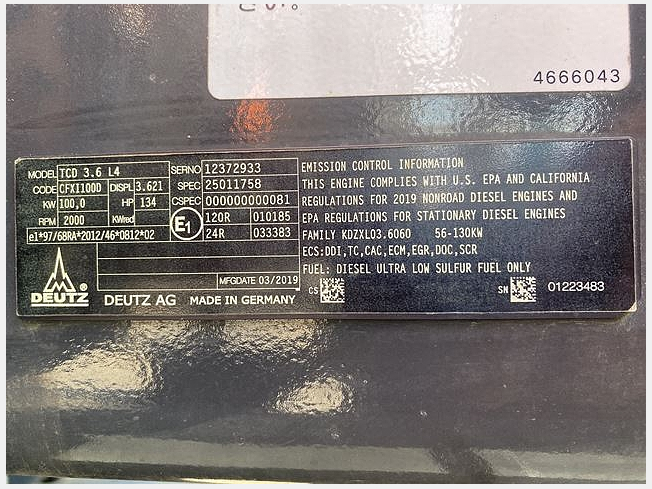 4666043
MODEL TCD 3.6 L4
CODE CFXI100D DISPL 3.621
KW 100,0 HP 134
RPM 2000 KWred
e1*97/68RA*2012/46*0812*02
SERNO 12372933
SPEC 25011758
CSPEC 000000000081
E1 120R 010185
24R 033383
MFGDATE 03/2019
DEUTZ
DEUTZ AG MADE IN GERMANY
EMISSION CONTROL INFORMATION
THIS ENGINE COMPLIES WITH U.S. EPA AND CALIFORNIA
REGULATIONS FOR 2019 NONROAD DIESEL ENGINES AND
EPA REGULATIONS FOR STATIONARY DIESEL ENGINES
FAMILY KDZXL03.6060 56-130KW
ECS:DDI,TC,CAC,ECM,EGR,DOC,SCR
FUEL: DIESEL ULTRA LOW SULFUR FUEL ONLY
CS SN 01223483